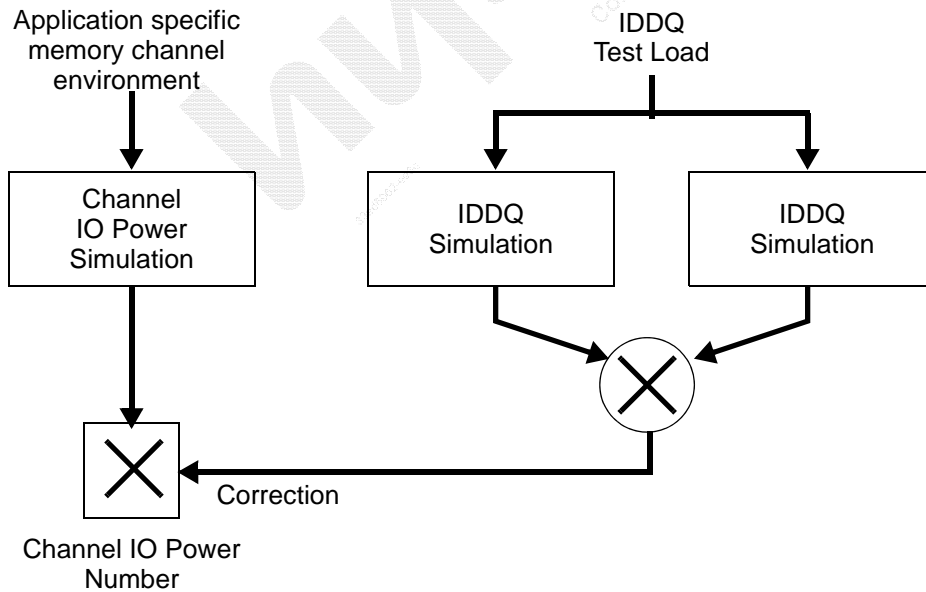 Application specific
memory channel
environment
IDDQ
Test Load
Channel
IO Power
Simulation
IDDQ
Simulation
IDDQ
Simulation
Correction
Channel IO Power
Number